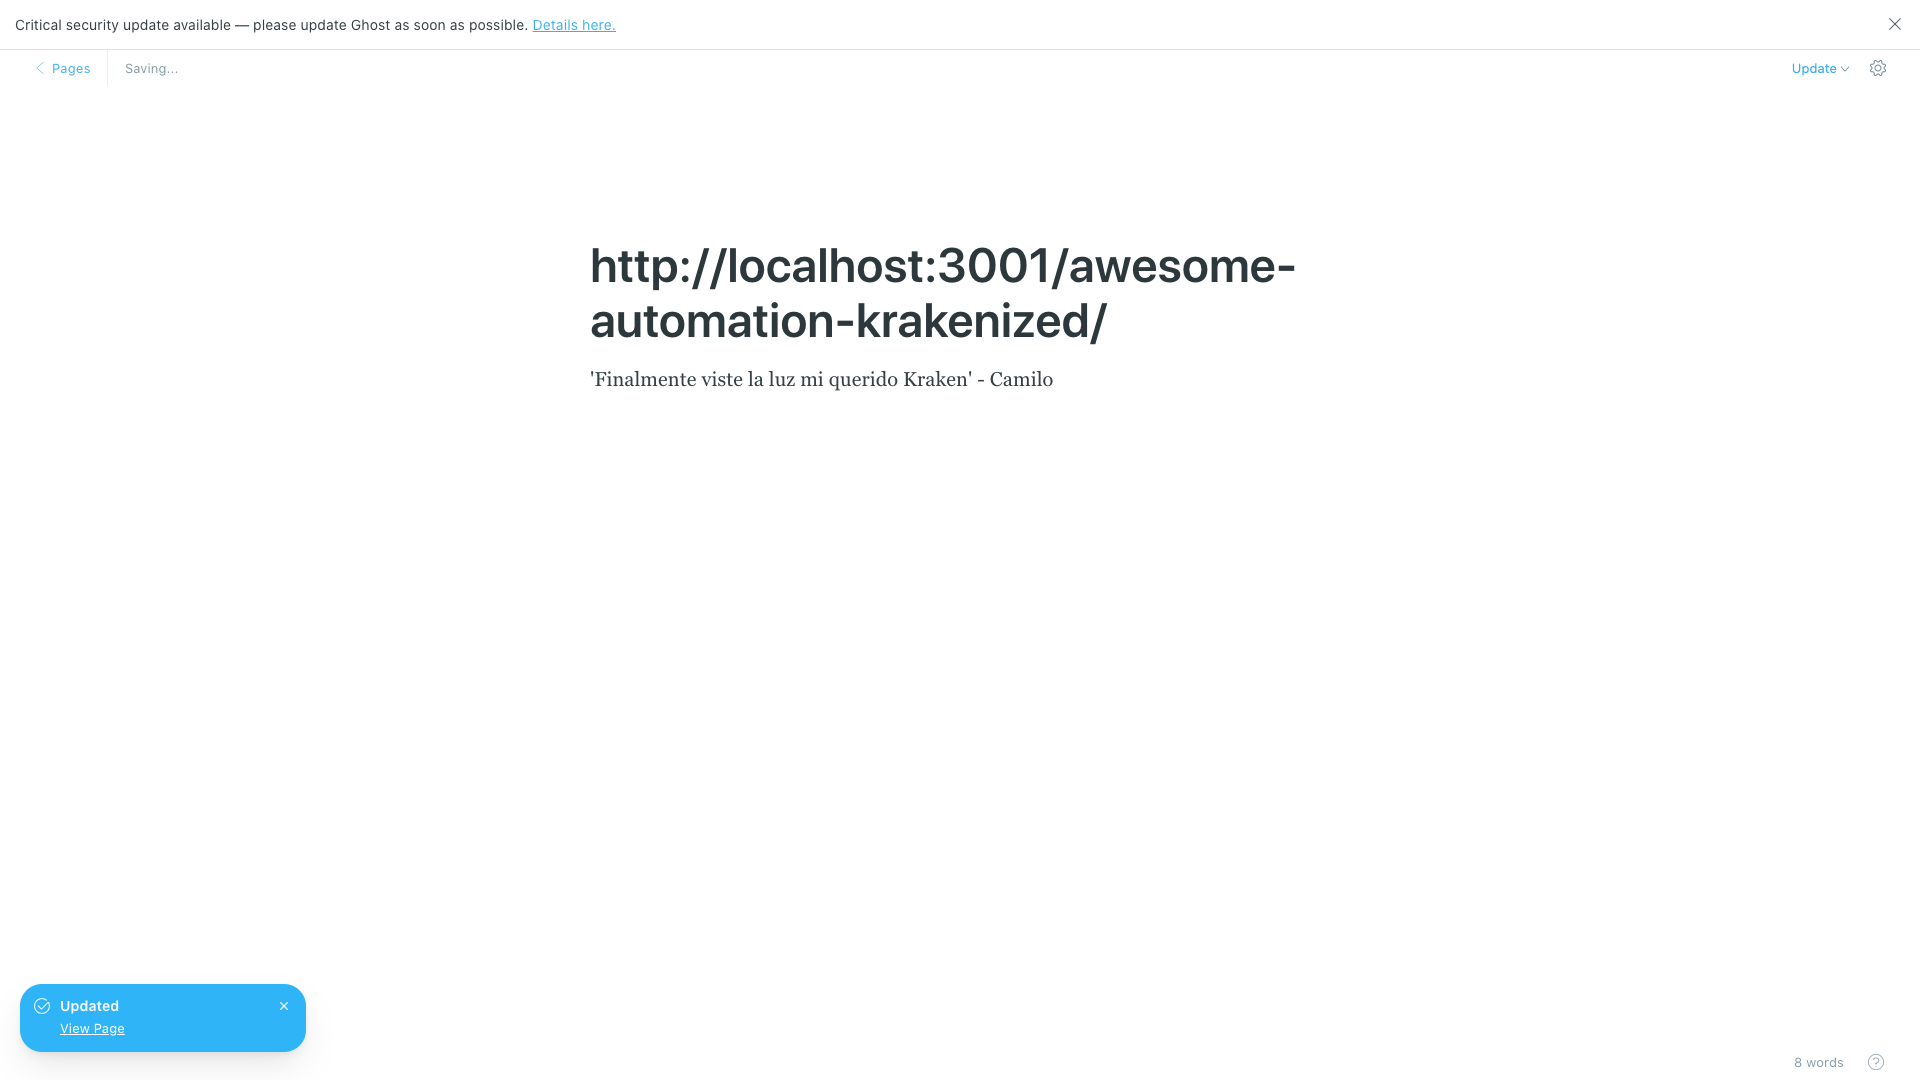 Critical security update available — please update Ghost as soon as possible. Details here.
Pages
Saving...
Update
http://localhost:3001/awesome-
automation-krakenized/
'Finalmente viste la luz mi querido Kraken' - Camilo
Updated
View Page
8 words